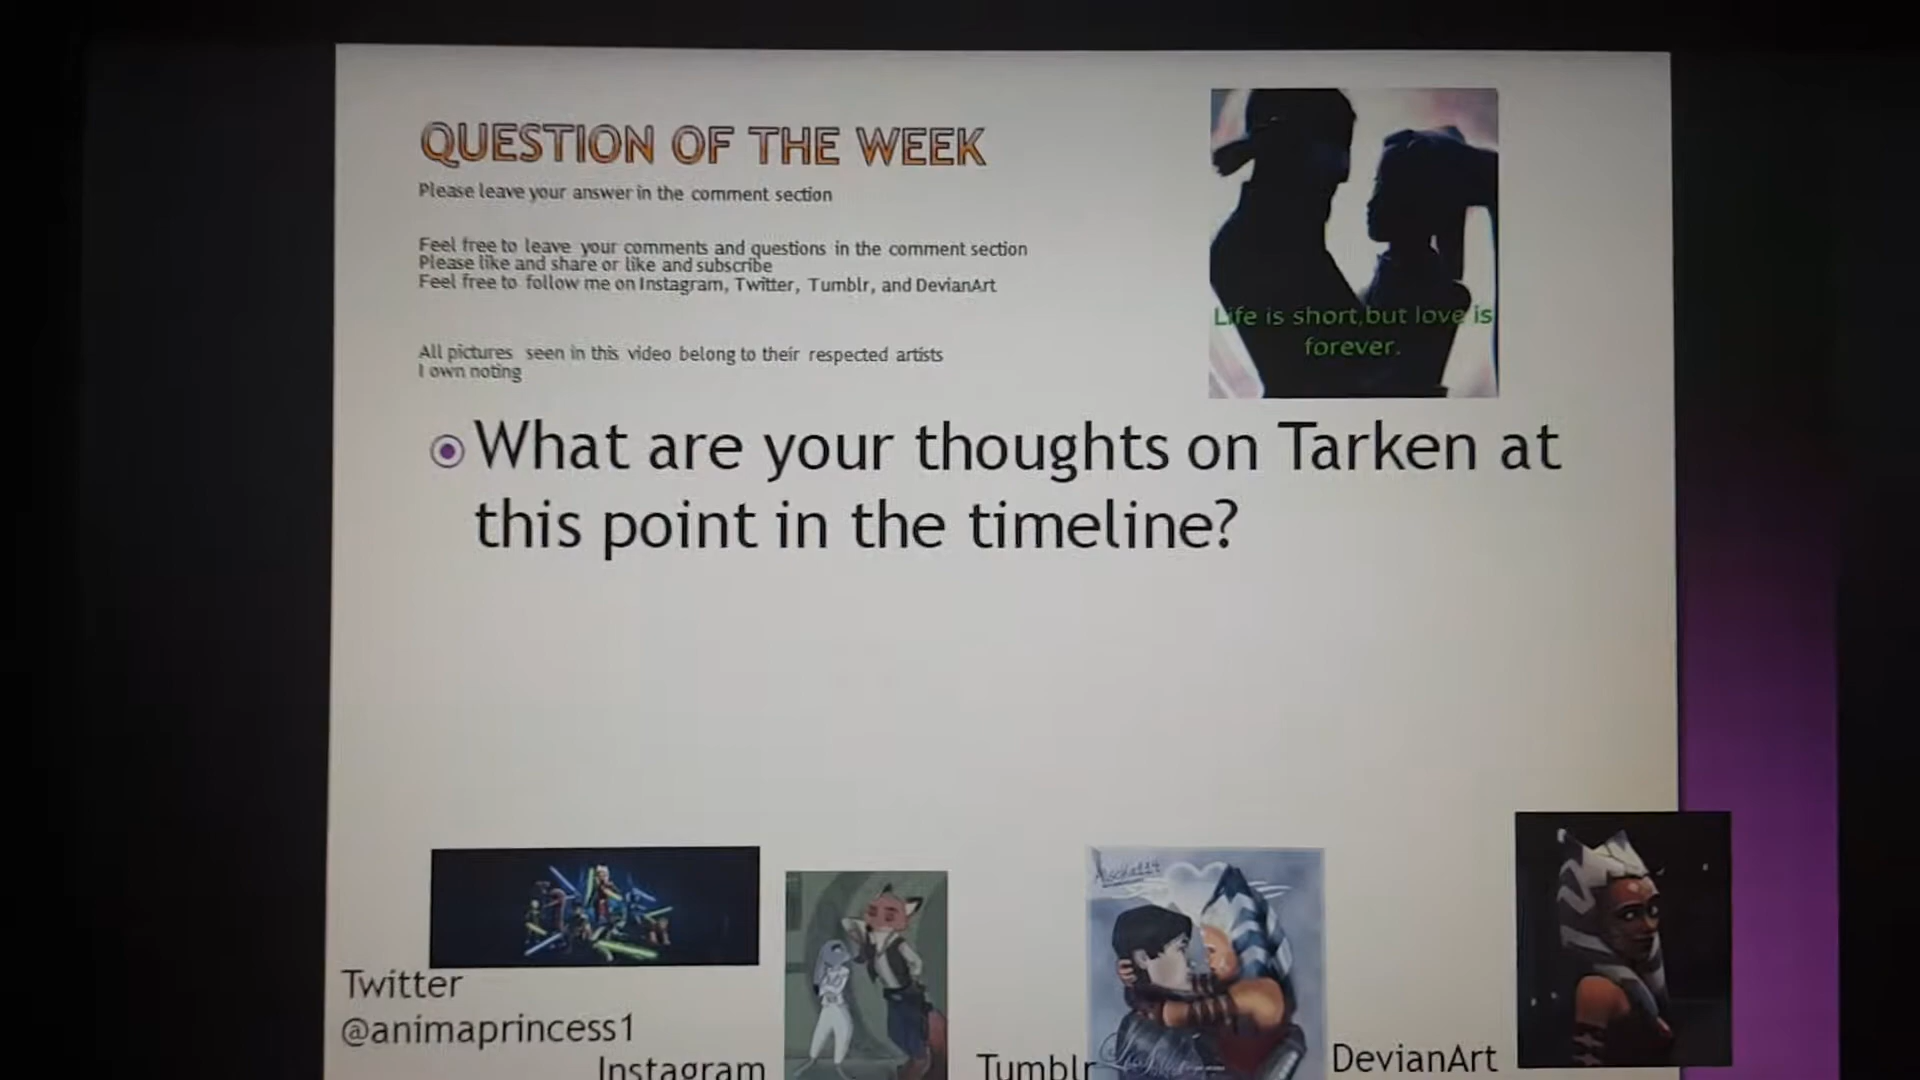 QUESTION OF THE WEEK
Please leave your answer in the comment section
Feel free to leave your comments and questions in the comment section
Please like and share or like and subscribe
Feel free to follow me on Instagram, Twitter, Tumblr, and DevianArt
All pictures seen in this video belong to their respected artists
I own noting
Life is short,but love is
forever.
What are your thoughts on Tarken at
this point in the timeline?
Twitter
@animaprincess1
Instagram
Tumblr
DevianArt